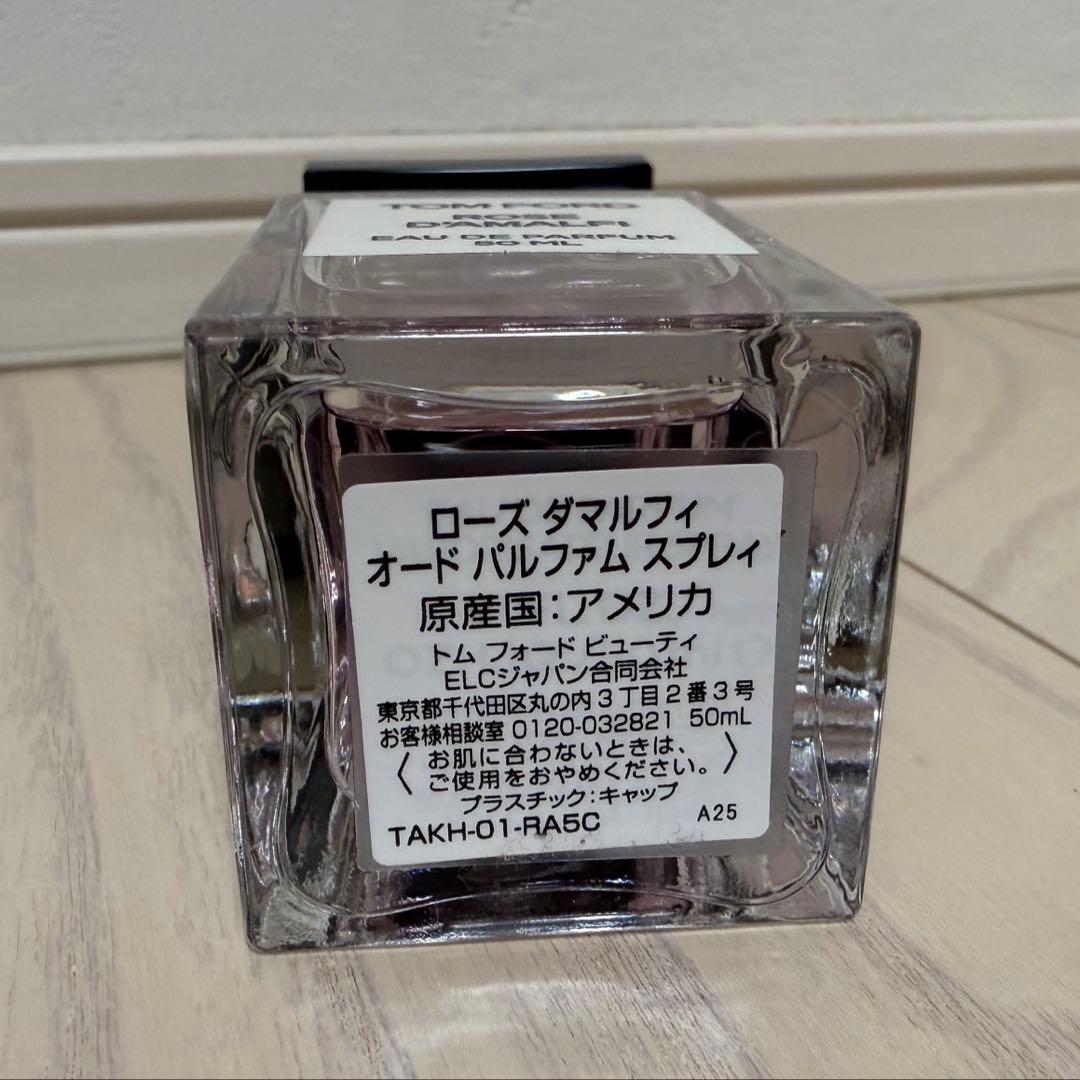 TOM FORD
ROSE
D'AMALFI
EAU DE PARFUM
50 ML
ローズ ダマルフィ
オード パルファム スプレィ
原産国：アメリカ
トム フォード ビューティ
ELCジャパン合同会社
東京都千代田区丸の内3丁目2番3号
お客様相談室 0120-032821 50mL
〈 お肌に合わないときは、
ご使用をおやめください。 〉
プラスチック：キャップ
TAKH-01-RA5C A25